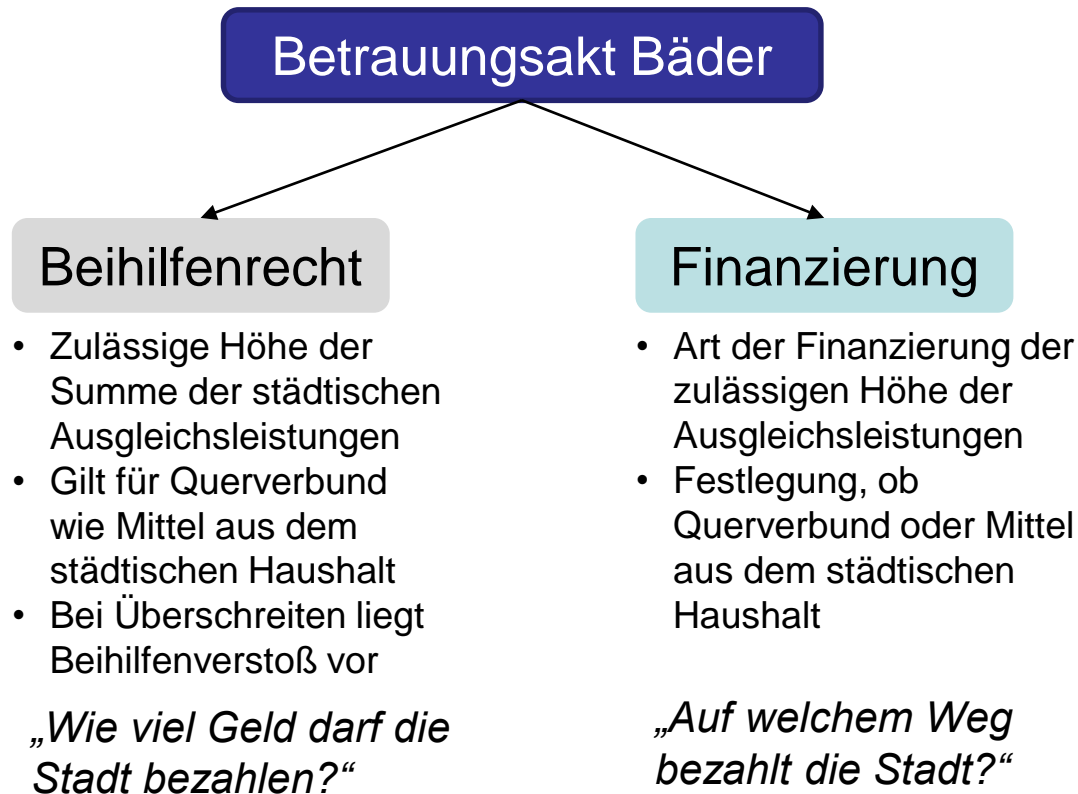 Betrauungsakt Bäder
Beihilfenrecht
• Zulässige Höhe der
Summe der städtischen
Ausgleichsleistungen
• Gilt für Querverbund
wie Mittel aus dem
städtischen Haushalt
• Bei Überschreiten liegt
Beihilfenverstoß vor
„Wie viel Geld darf die
Stadt bezahlen?“
Finanzierung
• Art der Finanzierung der
zulässigen Höhe der
Ausgleichsleistungen
• Festlegung, ob
Querverbund oder Mittel
aus dem städtischen
Haushalt
„Auf welchem Weg
bezahlt die Stadt?“